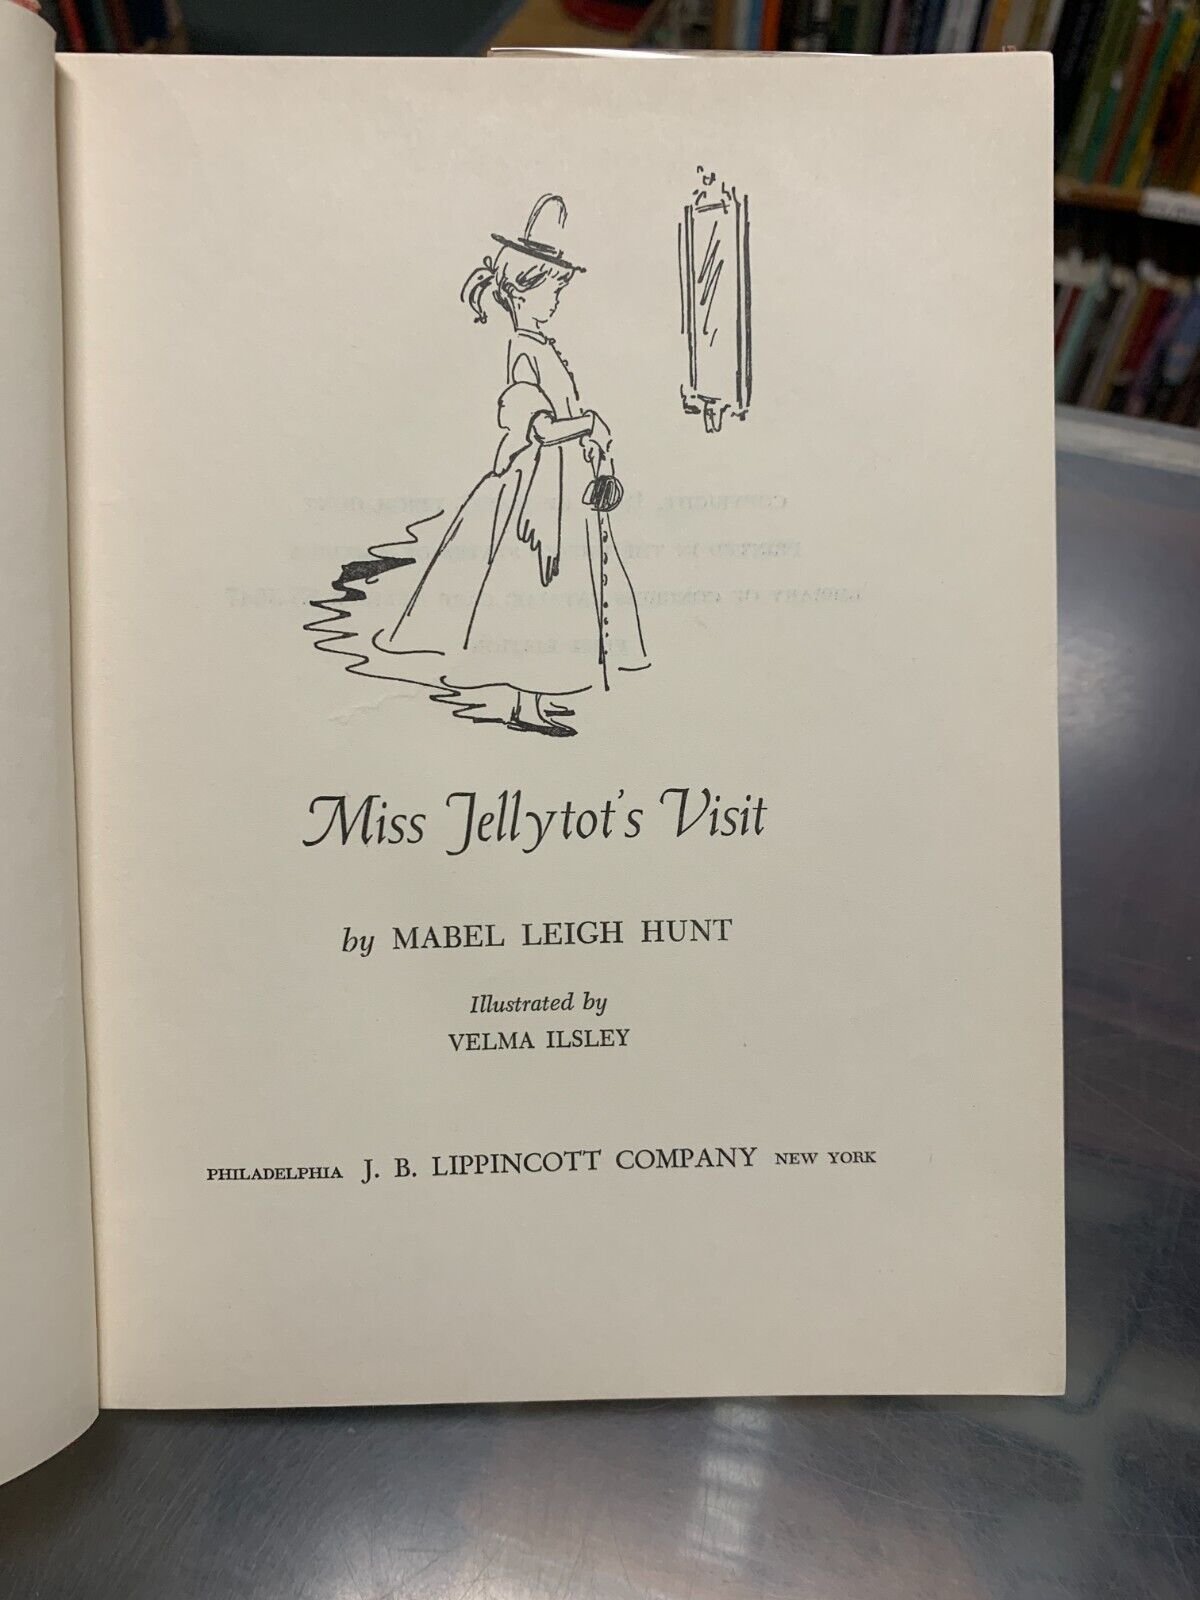 Miss Jellytot's Visit
by MABEL LEIGH HUNT
Illustrated by
VELMA ILSLEY
PHILADELPHIA J. B. LIPPINCOTT COMPANY NEW YORK